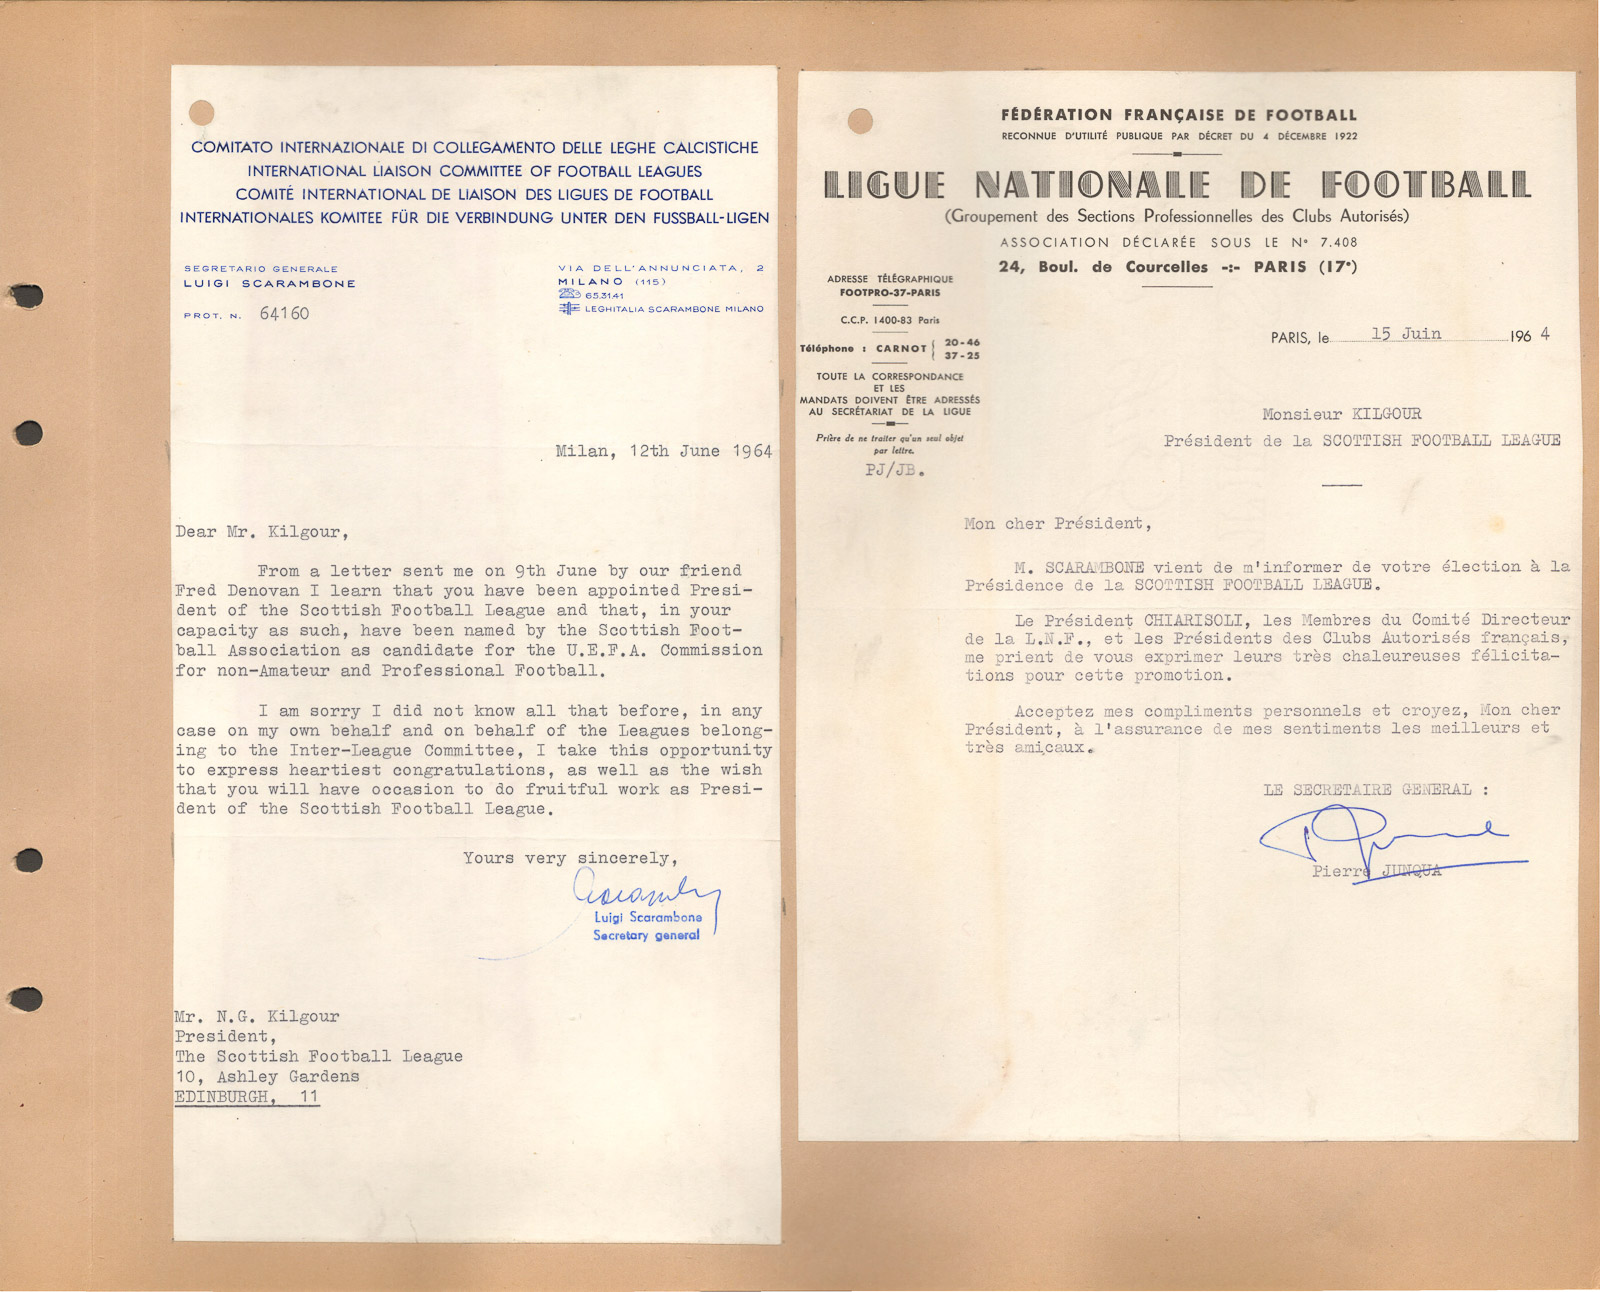 COMITATO INTERNAZIONALE DI COLLEGAMENTO DELLE LEGHE CALCISTICHE
INTERNATIONAL LIAISON COMMITTEE OF FOOTBALL LEAGUES
COMITÉ INTERNATIONAL DE LIAISON DES LIGUES DE FOOTBALL
INTERNATIONALES KOMITEE FÜR DIE VERBINDUNG UNTER DEN FUSSBALL-LIGEN
SEGRETARIO GENERALE
LUIGI SCARAMBONE
PROT. N. 64160
VIA DELL'ANNUNCIATA, 2
MILANO (115)
65.31.41
LEGHITALIA SCARAMBONE MILANO
Milan, 12th June 1964
Dear Mr. Kilgour,
From a letter sent me on 9th June by our friend
Fred Denovan I learn that you have been appointed Presi-
dent of the Scottish Football League and that, in your
capacity as such, have been named by the Scottish Foot-
ball Association as candidate for the U.E.F.A. Commission
for non-Amateur and Professional Football.
I am sorry I did not know all that before, in any
case on my own behalf and on behalf of the Leagues belong-
ing to the Inter-League Committee, I take this opportunity
to express heartiest congratulations, as well as the wish
that you will have occasion to do fruitful work as Presi-
dent of the Scottish Football League.
Yours very sincerely,
Luigi Scarambone
Secretary general
Mr. N.G. Kilgour
President,
The Scottish Football League
10, Ashley Gardens
EDINBURGH, 11
FÉDÉRATION FRANÇAISE DE FOOTBALL
RECONNUE D'UTILITÉ PUBLIQUE PAR DÉCRET DU 4 DÉCEMBRE 1922
LIGUE NATIONALE DE FOOTBALL
(Groupement des Sections Professionnelles des Clubs Autorisés)
ASSOCIATION DÉCLARÉE SOUS LE N° 7.408
24, Boul. de Courcelles -:- PARIS (17e)
ADRESSE TÉLÉGRAPHIQUE
FOOTPRO-37-PARIS
C.C.P. 1400-83 Paris
Téléphone : CARNOT { 20-46
37-25
TOUTE LA CORRESPONDANCE
ET LES
MANDATS DOIVENT ÊTRE ADRESSÉS
AU SECRÉTARIAT DE LA LIGUE
Prière de ne traiter qu'un seul objet
par lettre.
PJ/JB.
PARIS, le 15 Juin 1964
Monsieur KILGOUR
Président de la SCOTTISH FOOTBALL LEAGUE
Mon cher Président,
M. SCARAMBONE vient de m'informer de votre élection à la
Présidence de la SCOTTISH FOOTBALL LEAGUE.
Le Président CHIARISOLI, les Membres du Comité Directeur
de la L.N.F., et les Présidents des Clubs Autorisés français,
me prient de vous exprimer leurs très chaleureuses félicita-
tions pour cette promotion.
Acceptez mes compliments personnels et croyez, Mon cher
Président, à l'assurance de mes sentiments les meilleurs et
très amicaux.
LE SECRETAIRE GENERAL :
Pierre JUNQUA